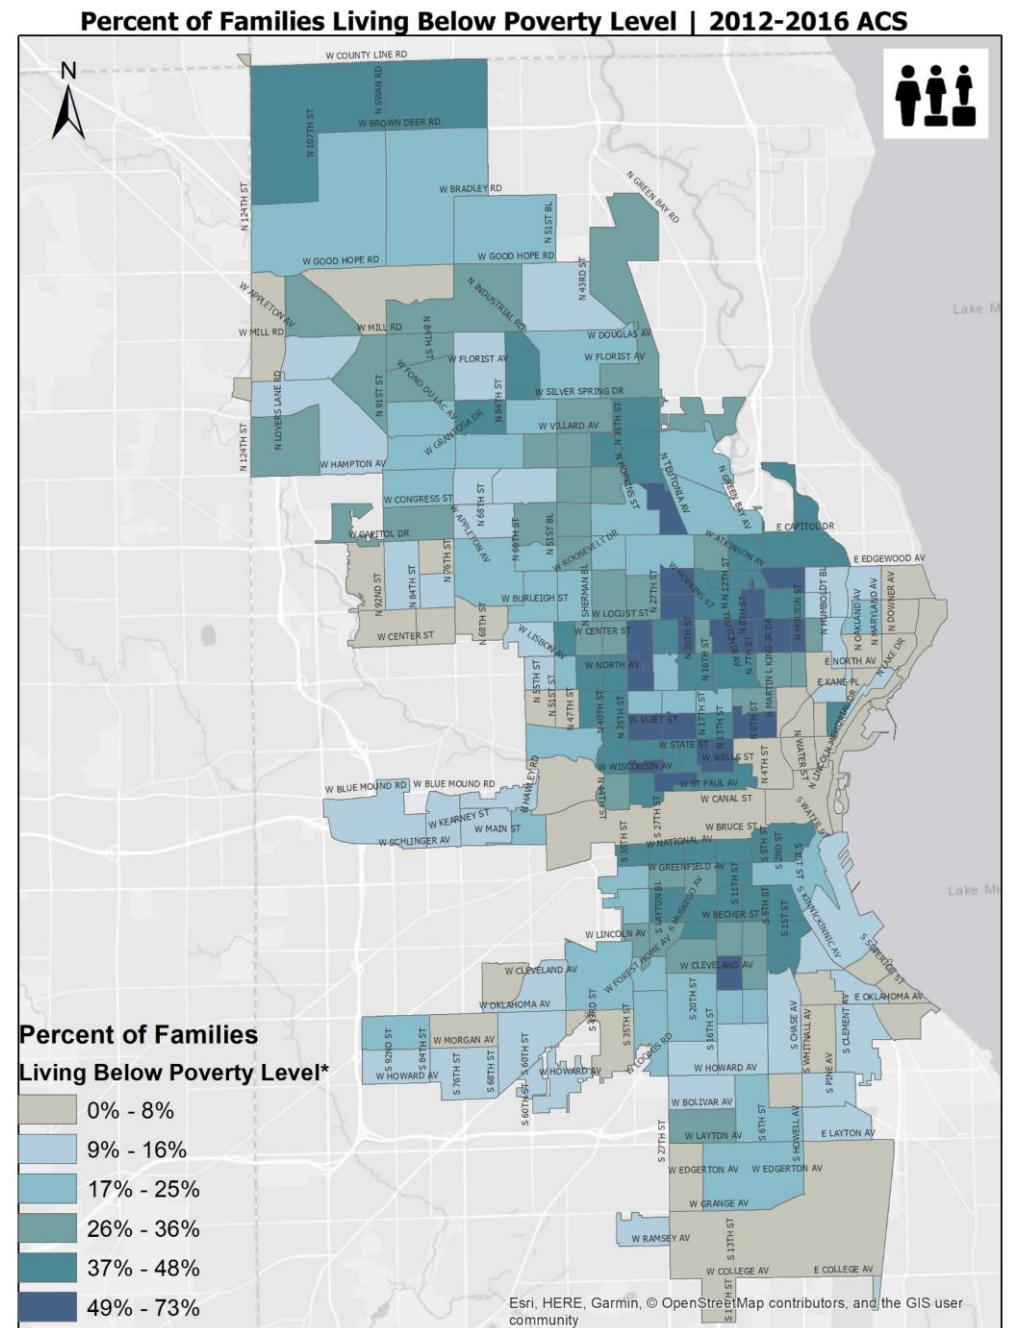 Percent of Families Living Below Poverty Level | 2012-2016 ACS
N
W COUNTY LINE RD
N SWAN RD
N 107TH ST
W BROWN DEER RD
N GREEN BAY RD
W BRADLEY RD
N 124TH ST
N 51ST BL
W GOOD HOPE RD
W GOOD HOPE RD
N 43RD ST
W APPLETON AV
N INDUSTRIAL RD
Lake M
W MILL RD
W MILL RD
N 84TH ST
W DOUGLAS AV
W FLORIST AV
W FLORIST AV
W FOND DU LAC AV
N LOVERS LANE RD
N 91ST ST
N 64TH ST
W SILVER SPRING DR
N 124TH ST
W GRANTOSA DR
W VILLARD AV
N 35TH ST
W HAMPTON AV
N HOPKINS ST
N TEUTONIA AV
N GREEN BAY AV
W CONGRESS ST
N 68TH ST
W CAPITOL DR
W APPLETON AV
N 60TH ST
N 51ST BL
W ROOSEVELT DR
W ATKINSON AV
E CAPITOL DR
E EDGEWOOD AV
N 92ND ST
N 84TH ST
N 76TH ST
W BURLEIGH ST
N SHERMAN BL
N 27TH ST
W HOPKINS ST
N 12TH ST
N 8TH ST
N HOLTON ST
N HUMBOLDT BL
N OAKLAND AV
N MARYLAND AV
N DOWNER AV
W LOCUST ST
W CENTER ST
N 68TH ST
W LISBON AV
W CENTER ST
N 20TH ST
N 16TH ST
N 7TH ST
N MARTIN L KING JR DR
N LAKE DR
W NORTH AV
E NORTH AV
N 55TH ST
N 51ST ST
N 47TH ST
N 40TH ST
N 35TH ST
E KANE PL
W VLIET ST
N 17TH ST
N 13TH ST
N 6TH ST
N LINCOLN MEMORIAL DR
N WATER ST
W STATE ST
W WELLS ST
N 4TH ST
W WISCONSIN AV
W ST PAUL AV
N HAWLEY RD
N 44TH ST
W BLUE MOUND RD
W BLUE MOUND RD
W CANAL ST
S 27TH ST
S WATER ST
W KEARNEY ST
W MAIN ST
W SCHLINGER AV
S 35TH ST
W BRUCE ST
W NATIONAL AV
S 5TH ST
S 2ND ST
S 1ST ST
W GREENFIELD AV
S LAYTON BL
S MUSKEGO AV
S 11TH ST
S 5TH ST
S 1ST ST
S KINNICKINNIC AV
Lake Mi
W BECHER ST
W LINCOLN AV
W FOREST HOME AV
S SUPERIOR ST
W CLEVELAND AV
W CLEVELAND AV
W OKLAHOMA AV
E OKLAHOMA AV
S 43RD ST
S 35TH ST
S 20TH ST
S 16TH ST
S CHASE AV
S WHITNALL AV
S CLEMENT AV
S 92ND ST
S 84TH ST
W MORGAN AV
S 76TH ST
S 68TH ST
S 60TH ST
W LOOMIS RD
W HOWARD AV
W HOWARD AV
W HOWARD AV
S PINE AV
S 60TH ST
W BOLIVAR AV
S 6TH ST
S HOWELL AV
S 27TH ST
W LAYTON AV
E LAYTON AV
W EDGERTON AV
W EDGERTON AV
W GRANGE AV
W RAMSEY AV
S 13TH ST
W COLLEGE AV
E COLLEGE AV
Percent of Families
Living Below Poverty Level*
0% - 8%
9% - 16%
17% - 25%
26% - 36%
37% - 48%
49% - 73%
Esri, HERE, Garmin, © OpenStreetMap contributors, and the GIS user
community